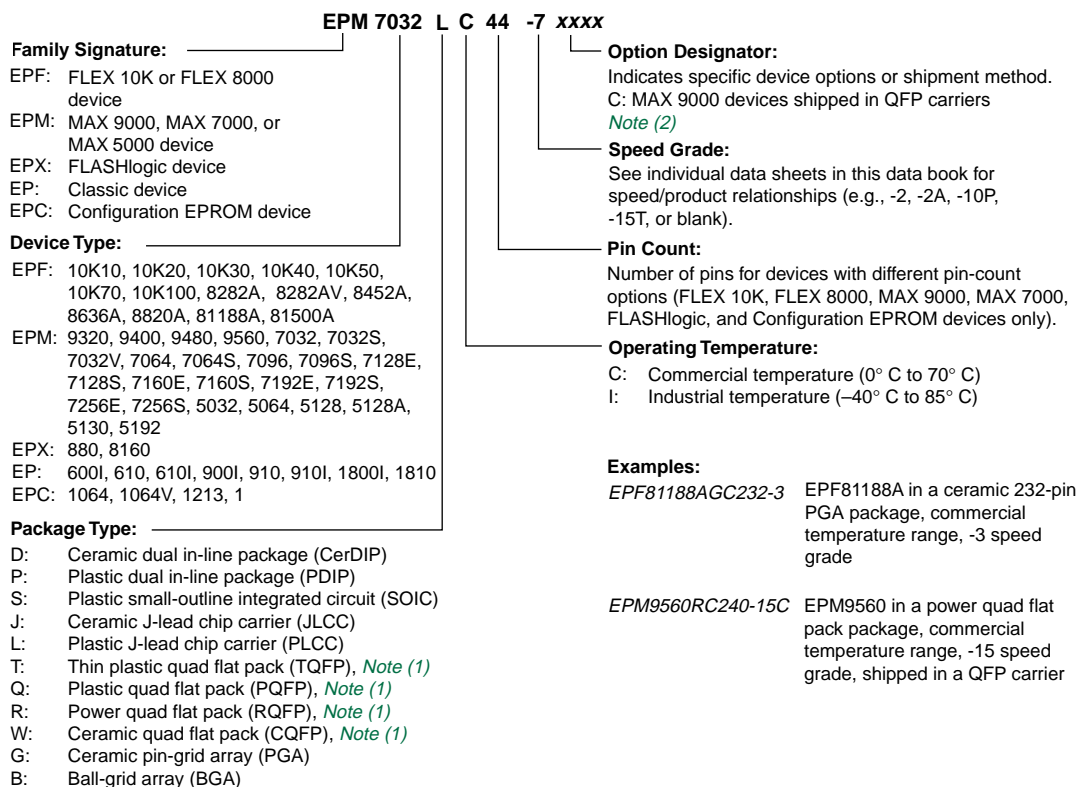 EPM 7032 L C 44 -7 xxxx
Family Signature:
EPF: FLEX 10K or FLEX 8000
device
EPM: MAX 9000, MAX 7000, or
MAX 5000 device
EPX: FLASHlogic device
EP: Classic device
EPC: Configuration EPROM device
Device Type:
EPF: 10K10, 10K20, 10K30, 10K40, 10K50,
10K70, 10K100, 8282A, 8282AV, 8452A,
8636A, 8820A, 81188A, 81500A
EPM: 9320, 9400, 9480, 9560, 7032, 7032S,
7032V, 7064, 7064S, 7096, 7096S, 7128E,
7128S, 7160E, 7160S, 7192E, 7192S,
7256E, 7256S, 5032, 5064, 5128, 5128A,
5130, 5192
EPX: 880, 8160
EP: 600I, 610, 610I, 900I, 910, 910I, 1800I, 1810
EPC: 1064, 1064V, 1213, 1
Package Type:
D: Ceramic dual in-line package (CerDIP)
P: Plastic dual in-line package (PDIP)
S: Plastic small-outline integrated circuit (SOIC)
J: Ceramic J-lead chip carrier (JLCC)
L: Plastic J-lead chip carrier (PLCC)
T: Thin plastic quad flat pack (TQFP), Note (1)
Q: Plastic quad flat pack (PQFP), Note (1)
R: Power quad flat pack (RQFP), Note (1)
W: Ceramic quad flat pack (CQFP), Note (1)
G: Ceramic pin-grid array (PGA)
B: Ball-grid array (BGA)
Option Designator:
Indicates specific device options or shipment method.
C: MAX 9000 devices shipped in QFP carriers
Note (2)
Speed Grade:
See individual data sheets in this data book for
speed/product relationships (e.g., -2, -2A, -10P,
-15T, or blank).
Pin Count:
Number of pins for devices with different pin-count
options (FLEX 10K, FLEX 8000, MAX 9000, MAX 7000,
FLASHlogic, and Configuration EPROM devices only).
Operating Temperature:
C: Commercial temperature (0° C to 70° C)
I: Industrial temperature (–40° C to 85° C)
Examples:
EPF81188AGC232-3 EPF81188A in a ceramic 232-pin
PGA package, commercial
temperature range, -3 speed
grade
EPM9560RC240-15C EPM9560 in a power quad flat
pack package, commercial
temperature range, -15 speed
grade, shipped in a QFP carrier